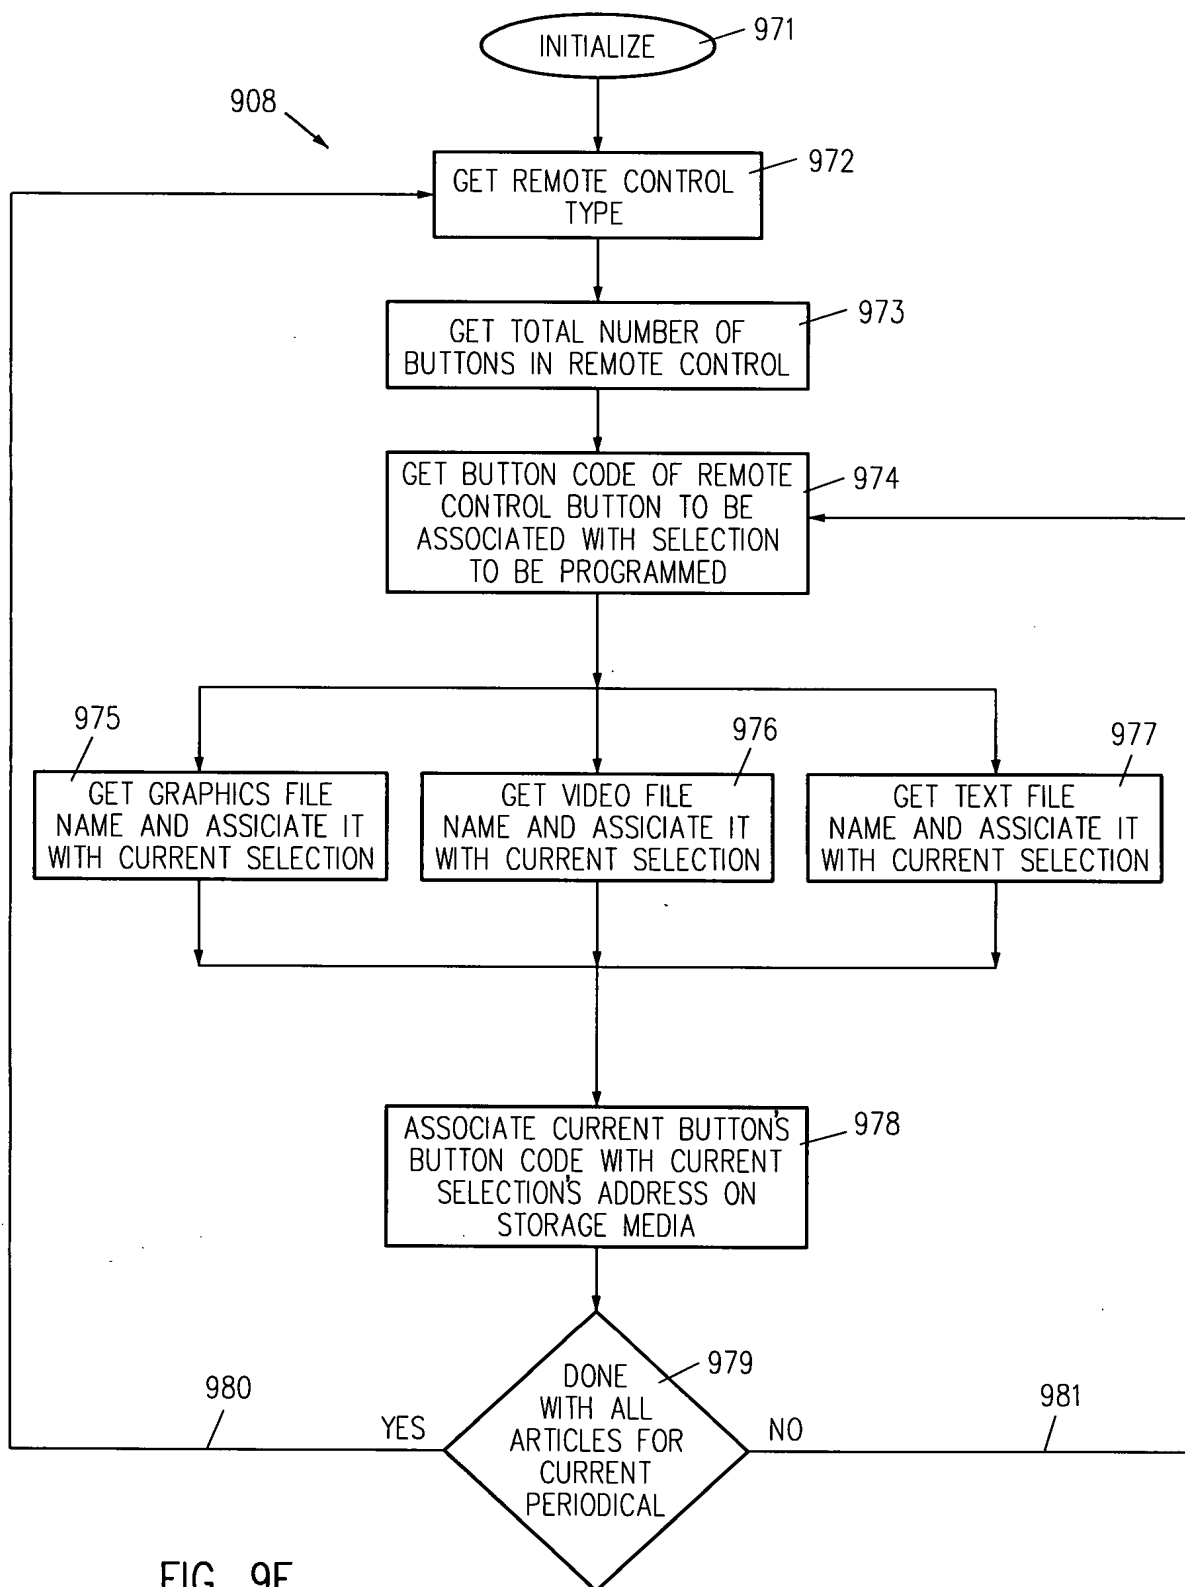 INITIALIZE
971
908
GET REMOTE CONTROL
TYPE
972
GET TOTAL NUMBER OF
BUTTONS IN REMOTE CONTROL
973
GET BUTTON CODE OF REMOTE
CONTROL BUTTON TO BE
ASSOCIATED WITH SELECTION
TO BE PROGRAMMED
974
975
GET GRAPHICS FILE
NAME AND ASSICIATE IT
WITH CURRENT SELECTION
976
GET VIDEO FILE
NAME AND ASSICIATE IT
WITH CURRENT SELECTION
977
GET TEXT FILE
NAME AND ASSICIATE IT
WITH CURRENT SELECTION
ASSOCIATE CURRENT BUTTON'S
BUTTON CODE WITH CURRENT
SELECTION'S ADDRESS ON
STORAGE MEDIA
978
DONE
WITH ALL
ARTICLES FOR
CURRENT
PERIODICAL
979
980
YES
NO
981
FIG. 9F